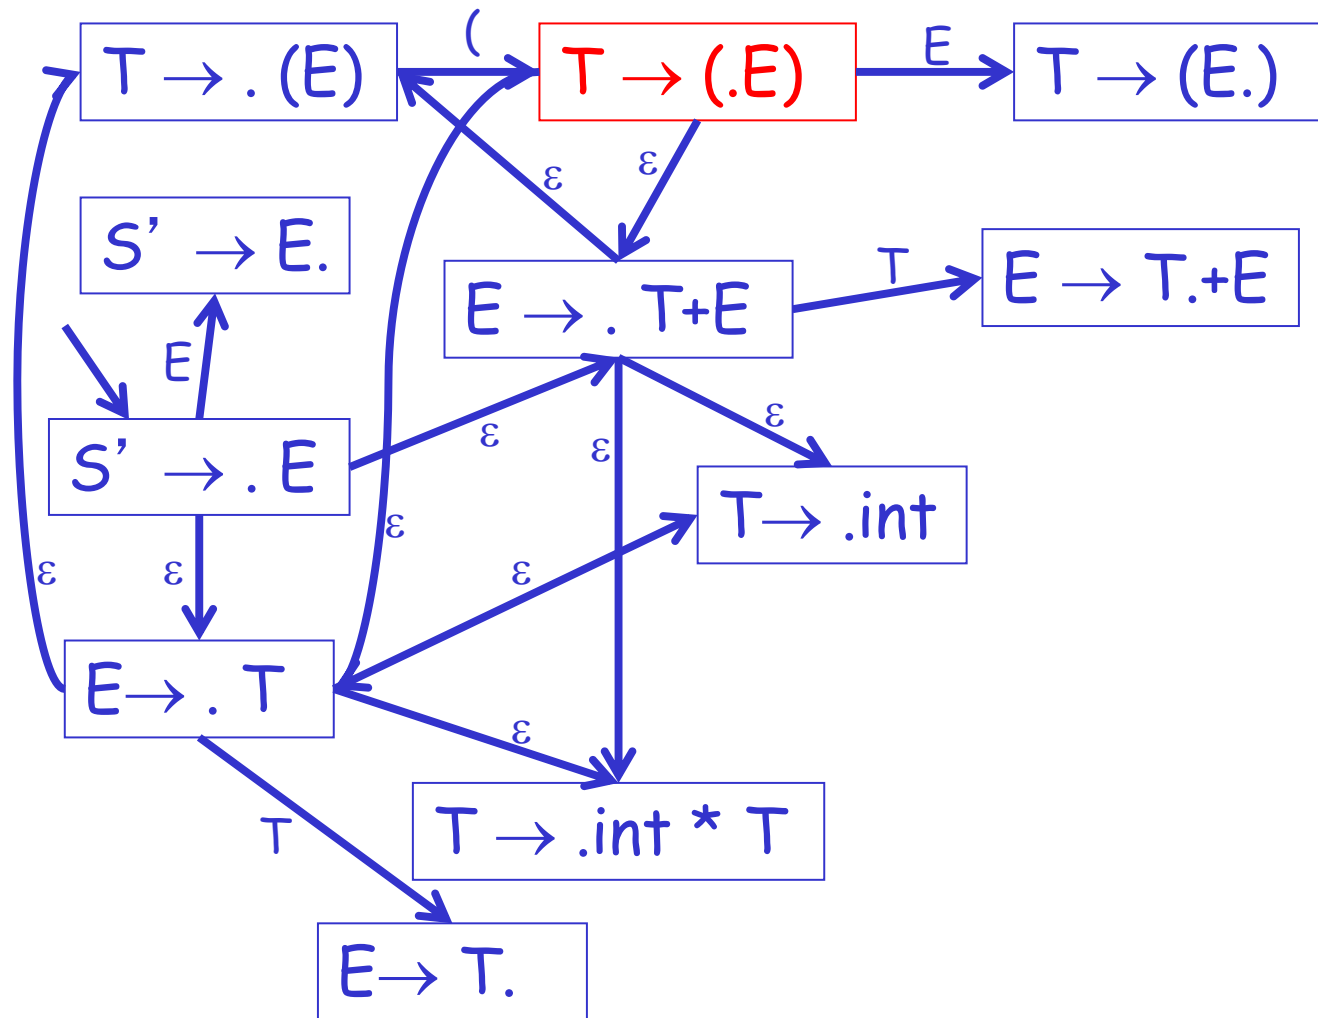 (
T → . (E)
T → (.E)
E
T → (E.)
ε
ε
S’ → E.
E → . T+E
T
E → T.+E
E
S’ → . E
ε
ε
ε
T→ .int
ε
ε
ε
ε
E→ . T
ε
T → .int * T
T
E→ T.